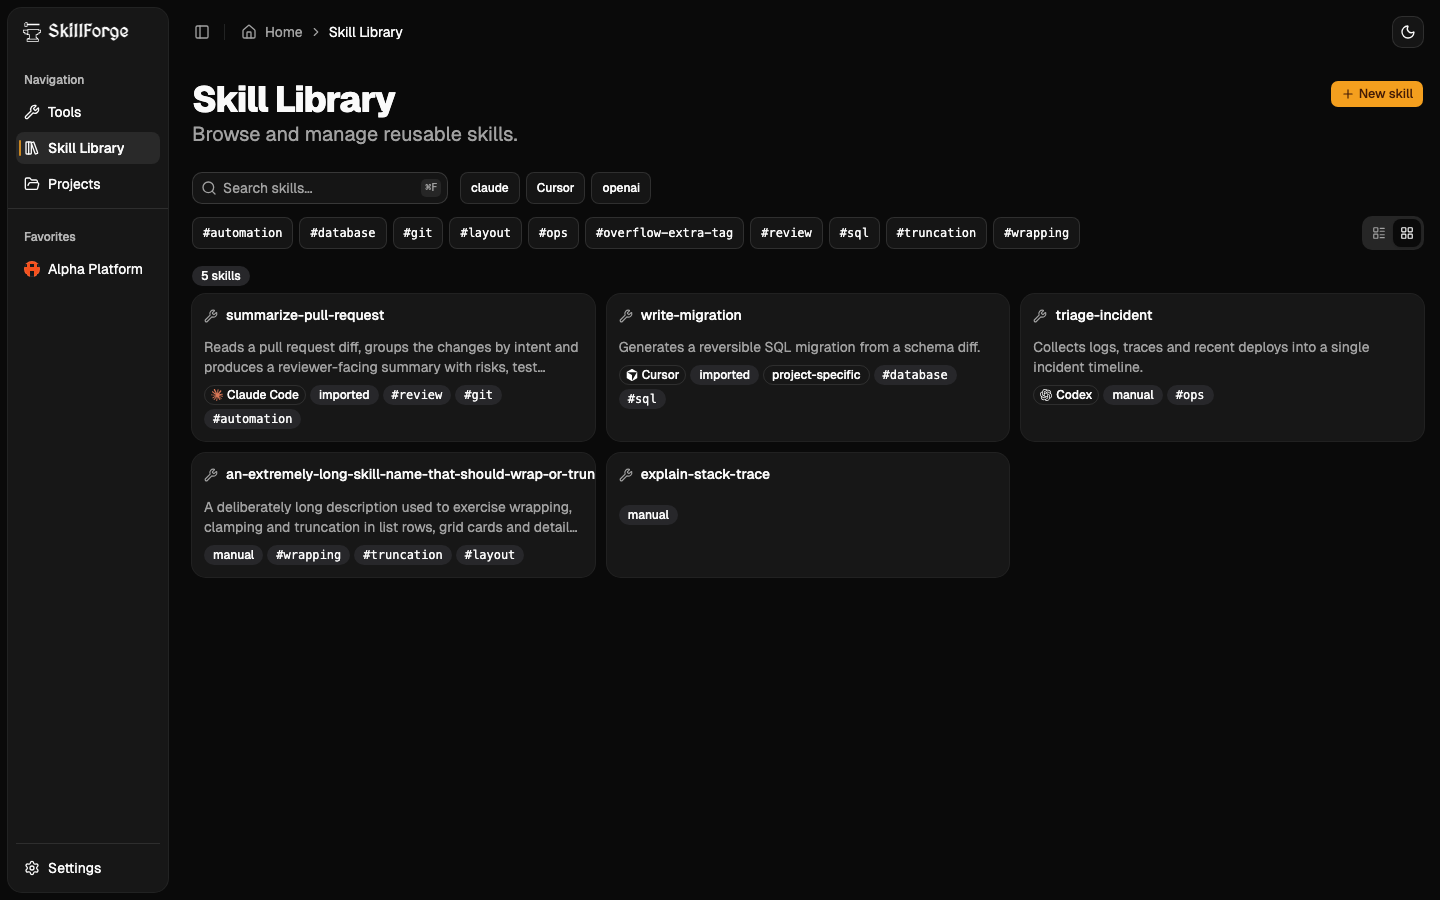 SkillForge
Navigation
Tools
Skill Library
Projects
Favorites
Alpha Platform
Settings
Home > Skill Library
Skill Library
Browse and manage reusable skills.
+ New skill
Search skills...
⌘F
claude
Cursor
openai
#automation
#database
#git
#layout
#ops
#overflow-extra-tag
#review
#sql
#truncation
#wrapping
5 skills
summarize-pull-request
Reads a pull request diff, groups the changes by intent and
produces a reviewer-facing summary with risks, test...
Claude Code
imported
#review
#git
#automation
write-migration
Generates a reversible SQL migration from a schema diff.
Cursor
imported
project-specific
#database
#sql
triage-incident
Collects logs, traces and recent deploys into a single
incident timeline.
Codex
manual
#ops
an-extremely-long-skill-name-that-should-wrap-or-trun
A deliberately long description used to exercise wrapping,
clamping and truncation in list rows, grid cards and detail...
manual
#wrapping
#truncation
#layout
explain-stack-trace
manual